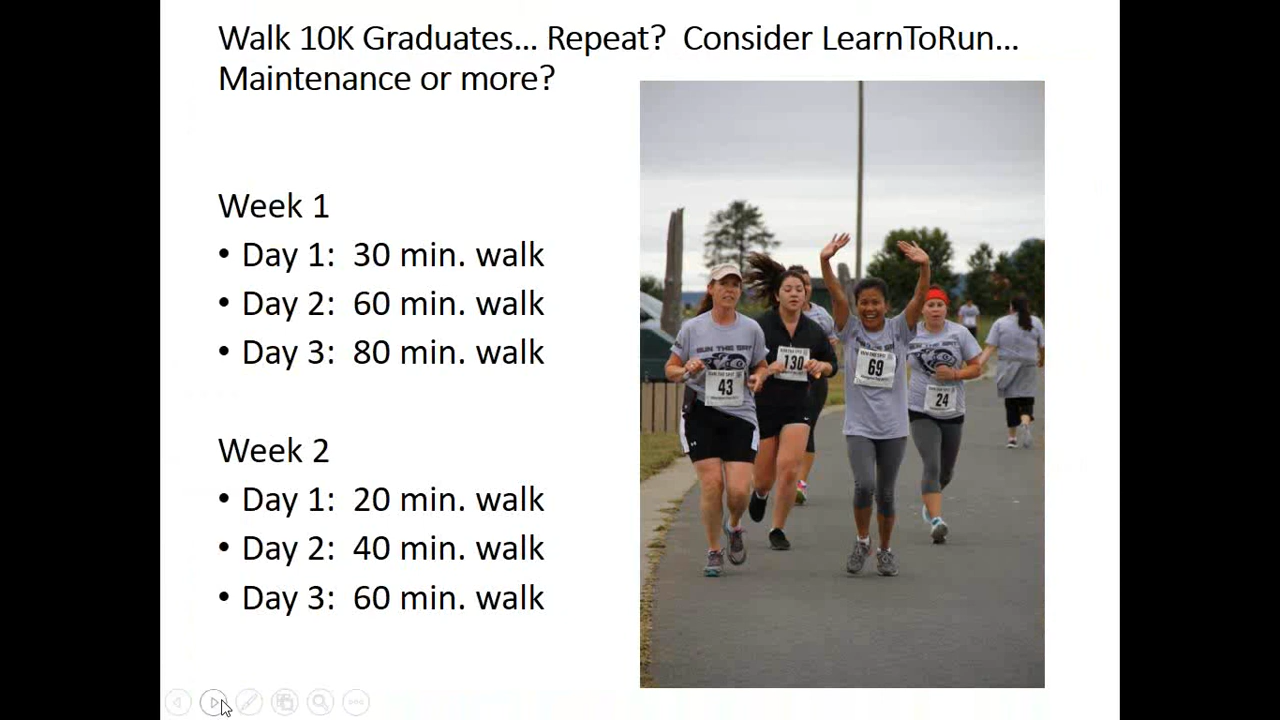 Walk 10K Graduates... Repeat?  Consider LearnToRun...
Maintenance or more?
Week 1
• Day 1:  30 min. walk
• Day 2:  60 min. walk
• Day 3:  80 min. walk
Week 2
• Day 1:  20 min. walk
• Day 2:  40 min. walk
• Day 3:  60 min. walk
43
130
69
24